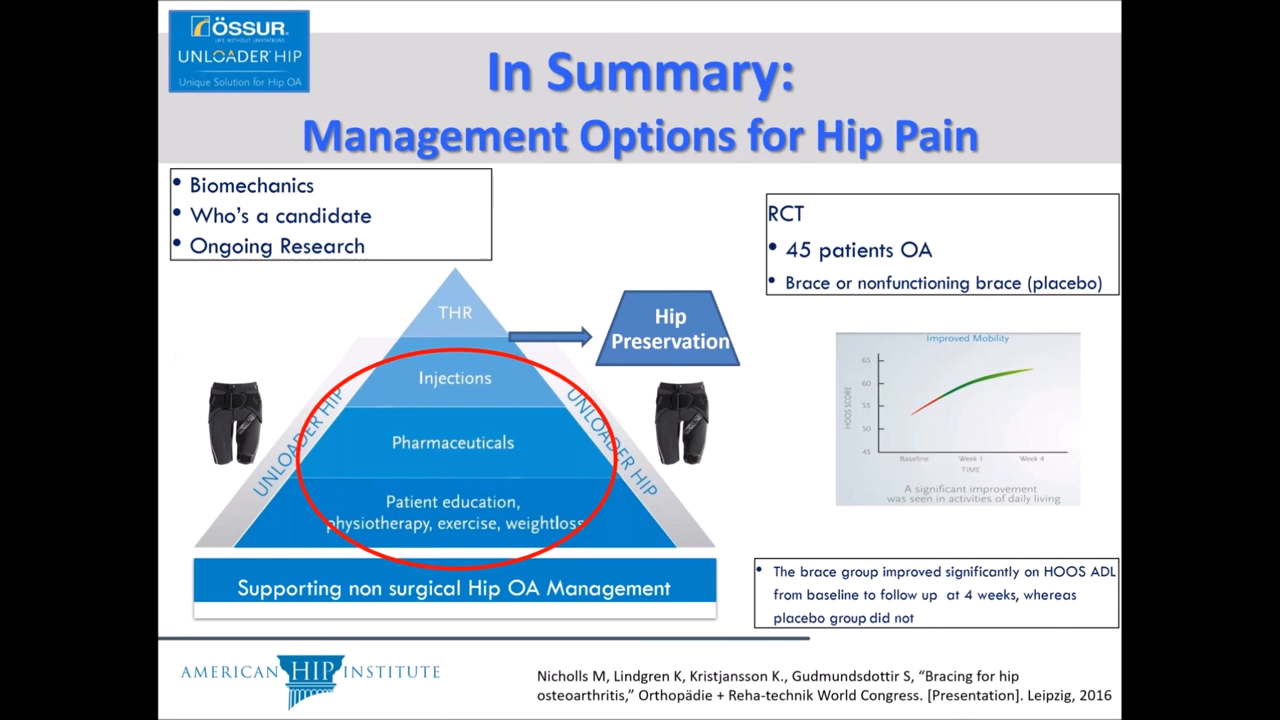 ÖSSUR®
LIFE WITHOUT LIMITATIONS
UNLOADER HIP
Unique Solution for Hip OA
In Summary:
Management Options for Hip Pain
• Biomechanics
• Who's a candidate
• Ongoing Research
RCT
• 45 patients OA
• Brace or nonfunctioning brace (placebo)
THR
Hip
Preservation
Injections
Pharmaceuticals
Patient education,
physiotherapy, exercise, weightloss
UNLOADER HIP
UNLOADER HIP
Supporting non surgical Hip OA Management
Improved Mobility
HOOS SCORE
65
60
55
50
45
Baseline Week 1 Week 4
TIME
A significant improvement
was seen in activities of daily living
• The brace group improved significantly on HOOS ADL
from baseline to follow up at 4 weeks, whereas
placebo group did not
AMERICAN HIP INSTITUTE
Nicholls M, Lindgren K, Kristjansson K., Gudmundsdottir S, “Bracing for hip
osteoarthritis,” Orthopädie + Reha-technik World Congress. [Presentation]. Leipzig, 2016